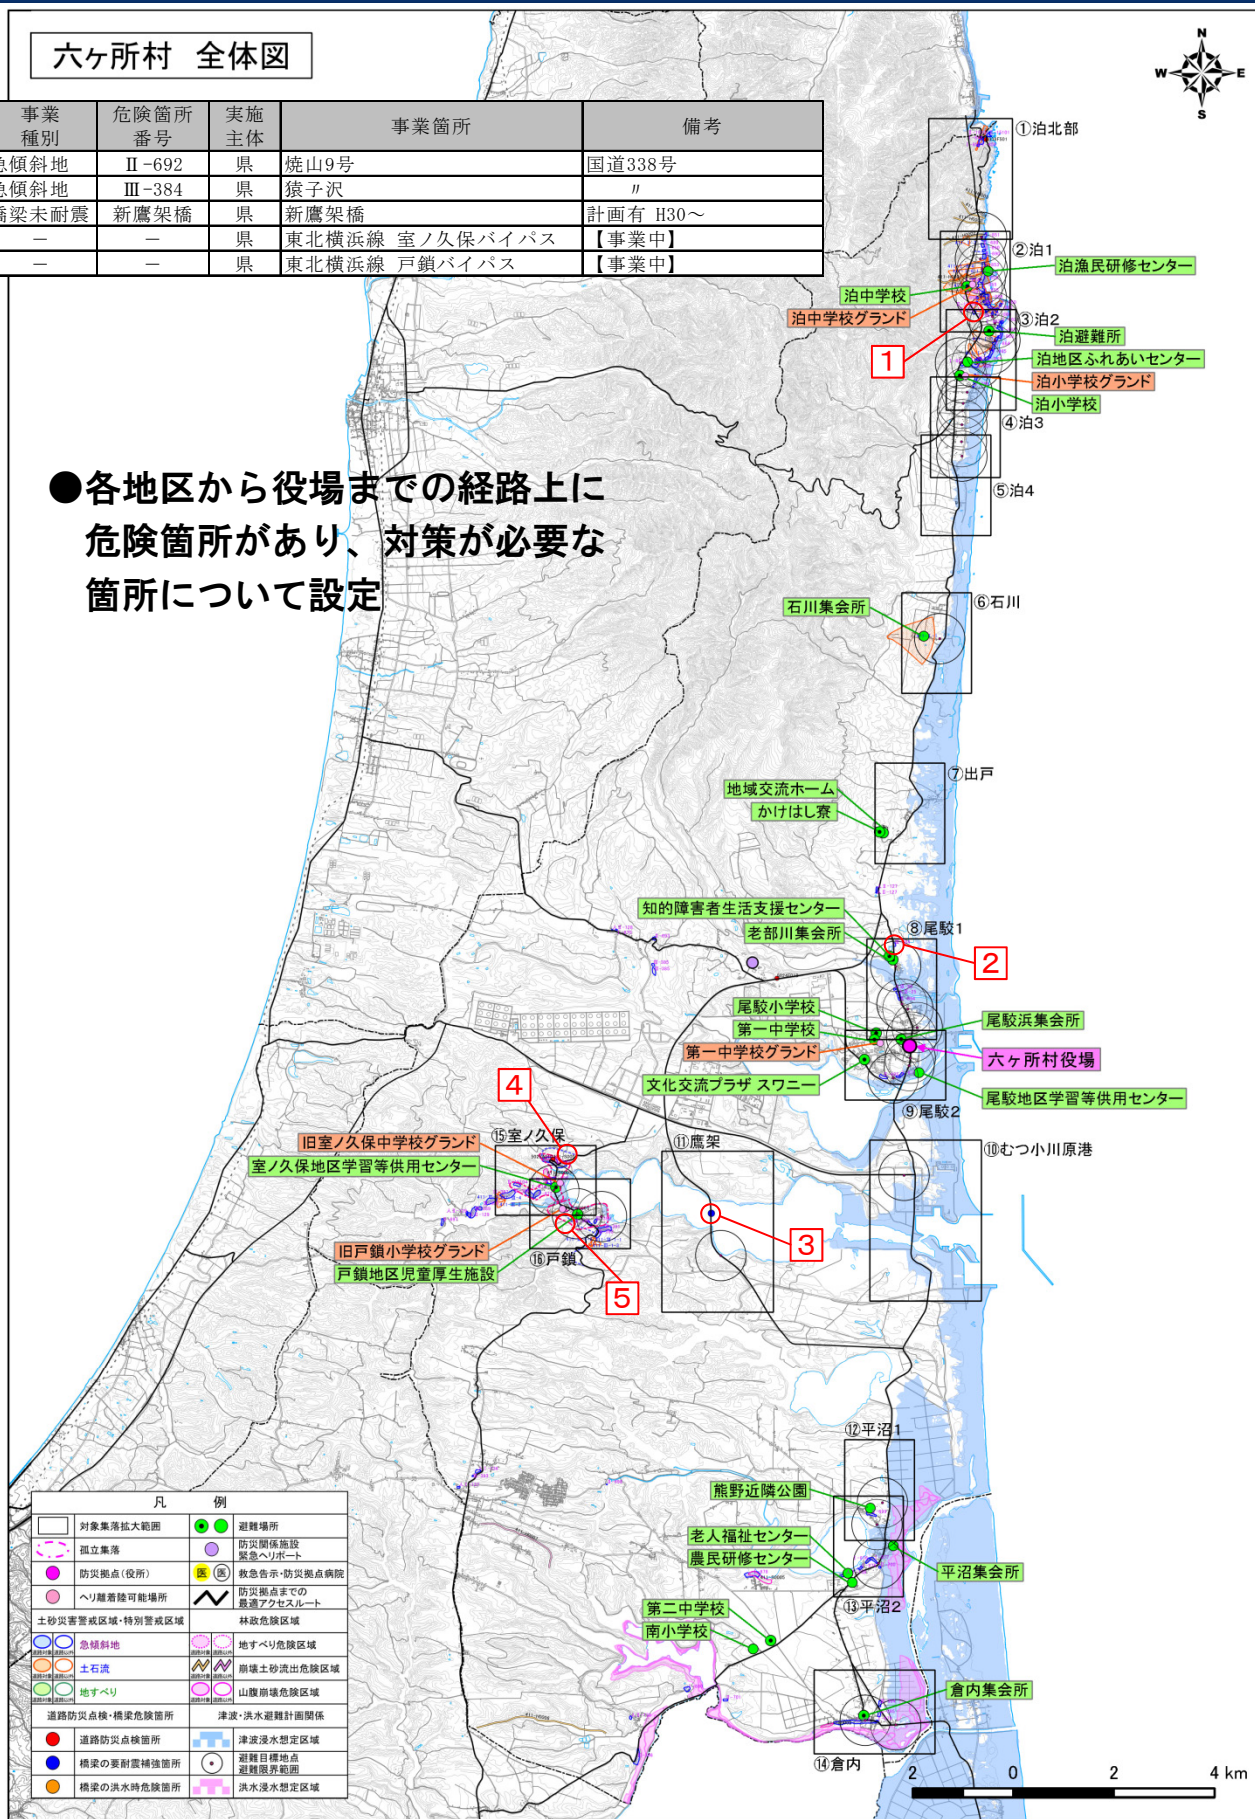 六ヶ所村 全体図
N
W
E
S
事業種別 危険箇所番号 実施主体 事業箇所 備考
急傾斜地 Ⅱ-692 県 焼山9号 国道338号
急傾斜地 Ⅲ-384 県 猿子沢 〃
橋梁未耐震 新鷹架橋 県 新鷹架橋 計画有 H30～
－ － 県 東北横浜線 室ノ久保バイパス 【事業中】
－ － 県 東北横浜線 戸鎖バイパス 【事業中】
●各地区から役場までの経路上に
危険箇所があり、対策が必要な
箇所について設定
①泊北部
②泊1
泊漁民研修センター
泊中学校
泊中学校グランド
③泊2
泊避難所
1
泊地区ふれあいセンター
泊小学校グランド
泊小学校
④泊3
⑤泊4
⑥石川
石川集会所
⑦出戸
地域交流ホーム
かけはし寮
知的障害者生活支援センター
⑧尾駮1
老部川集会所
2
尾駮小学校
尾駮浜集会所
第一中学校
第一中学校グランド
六ヶ所村役場
文化交流プラザ スワニー
尾駮地区学習等供用センター
⑨尾駮2
4
⑮室ノ久保
旧室ノ久保中学校グランド
⑪鷹架
⑩むつ小川原港
室ノ久保地区学習等供用センター
3
旧戸鎖小学校グランド
⑯戸鎖
戸鎖地区児童厚生施設
5
⑫平沼1
熊野近隣公園
老人福祉センター
農民研修センター
平沼集会所
⑬平沼2
第二中学校
南小学校
倉内集会所
⑭倉内
凡 例
対象集落拡大範囲 避難場所
孤立集落 防災関係施設 緊急ヘリポート
防災拠点(役所) 医 医 救急告示・防災拠点病院
ヘリ離着陸可能場所 防災拠点までの最適アクセスルート
土砂災害警戒区域・特別警戒区域 林政危険区域
急傾斜地 地すべり危険区域
土石流 崩壊土砂流出危険区域
地すべり 山腹崩壊危険区域
道路防災点検・橋梁危険箇所 津波・洪水避難計画関係
道路防災点検箇所 津波浸水想定区域
橋梁の要耐震補強箇所 避難目標地点 避難限界範囲
橋梁の洪水時危険箇所 洪水浸水想定区域
2 0 2 4 km